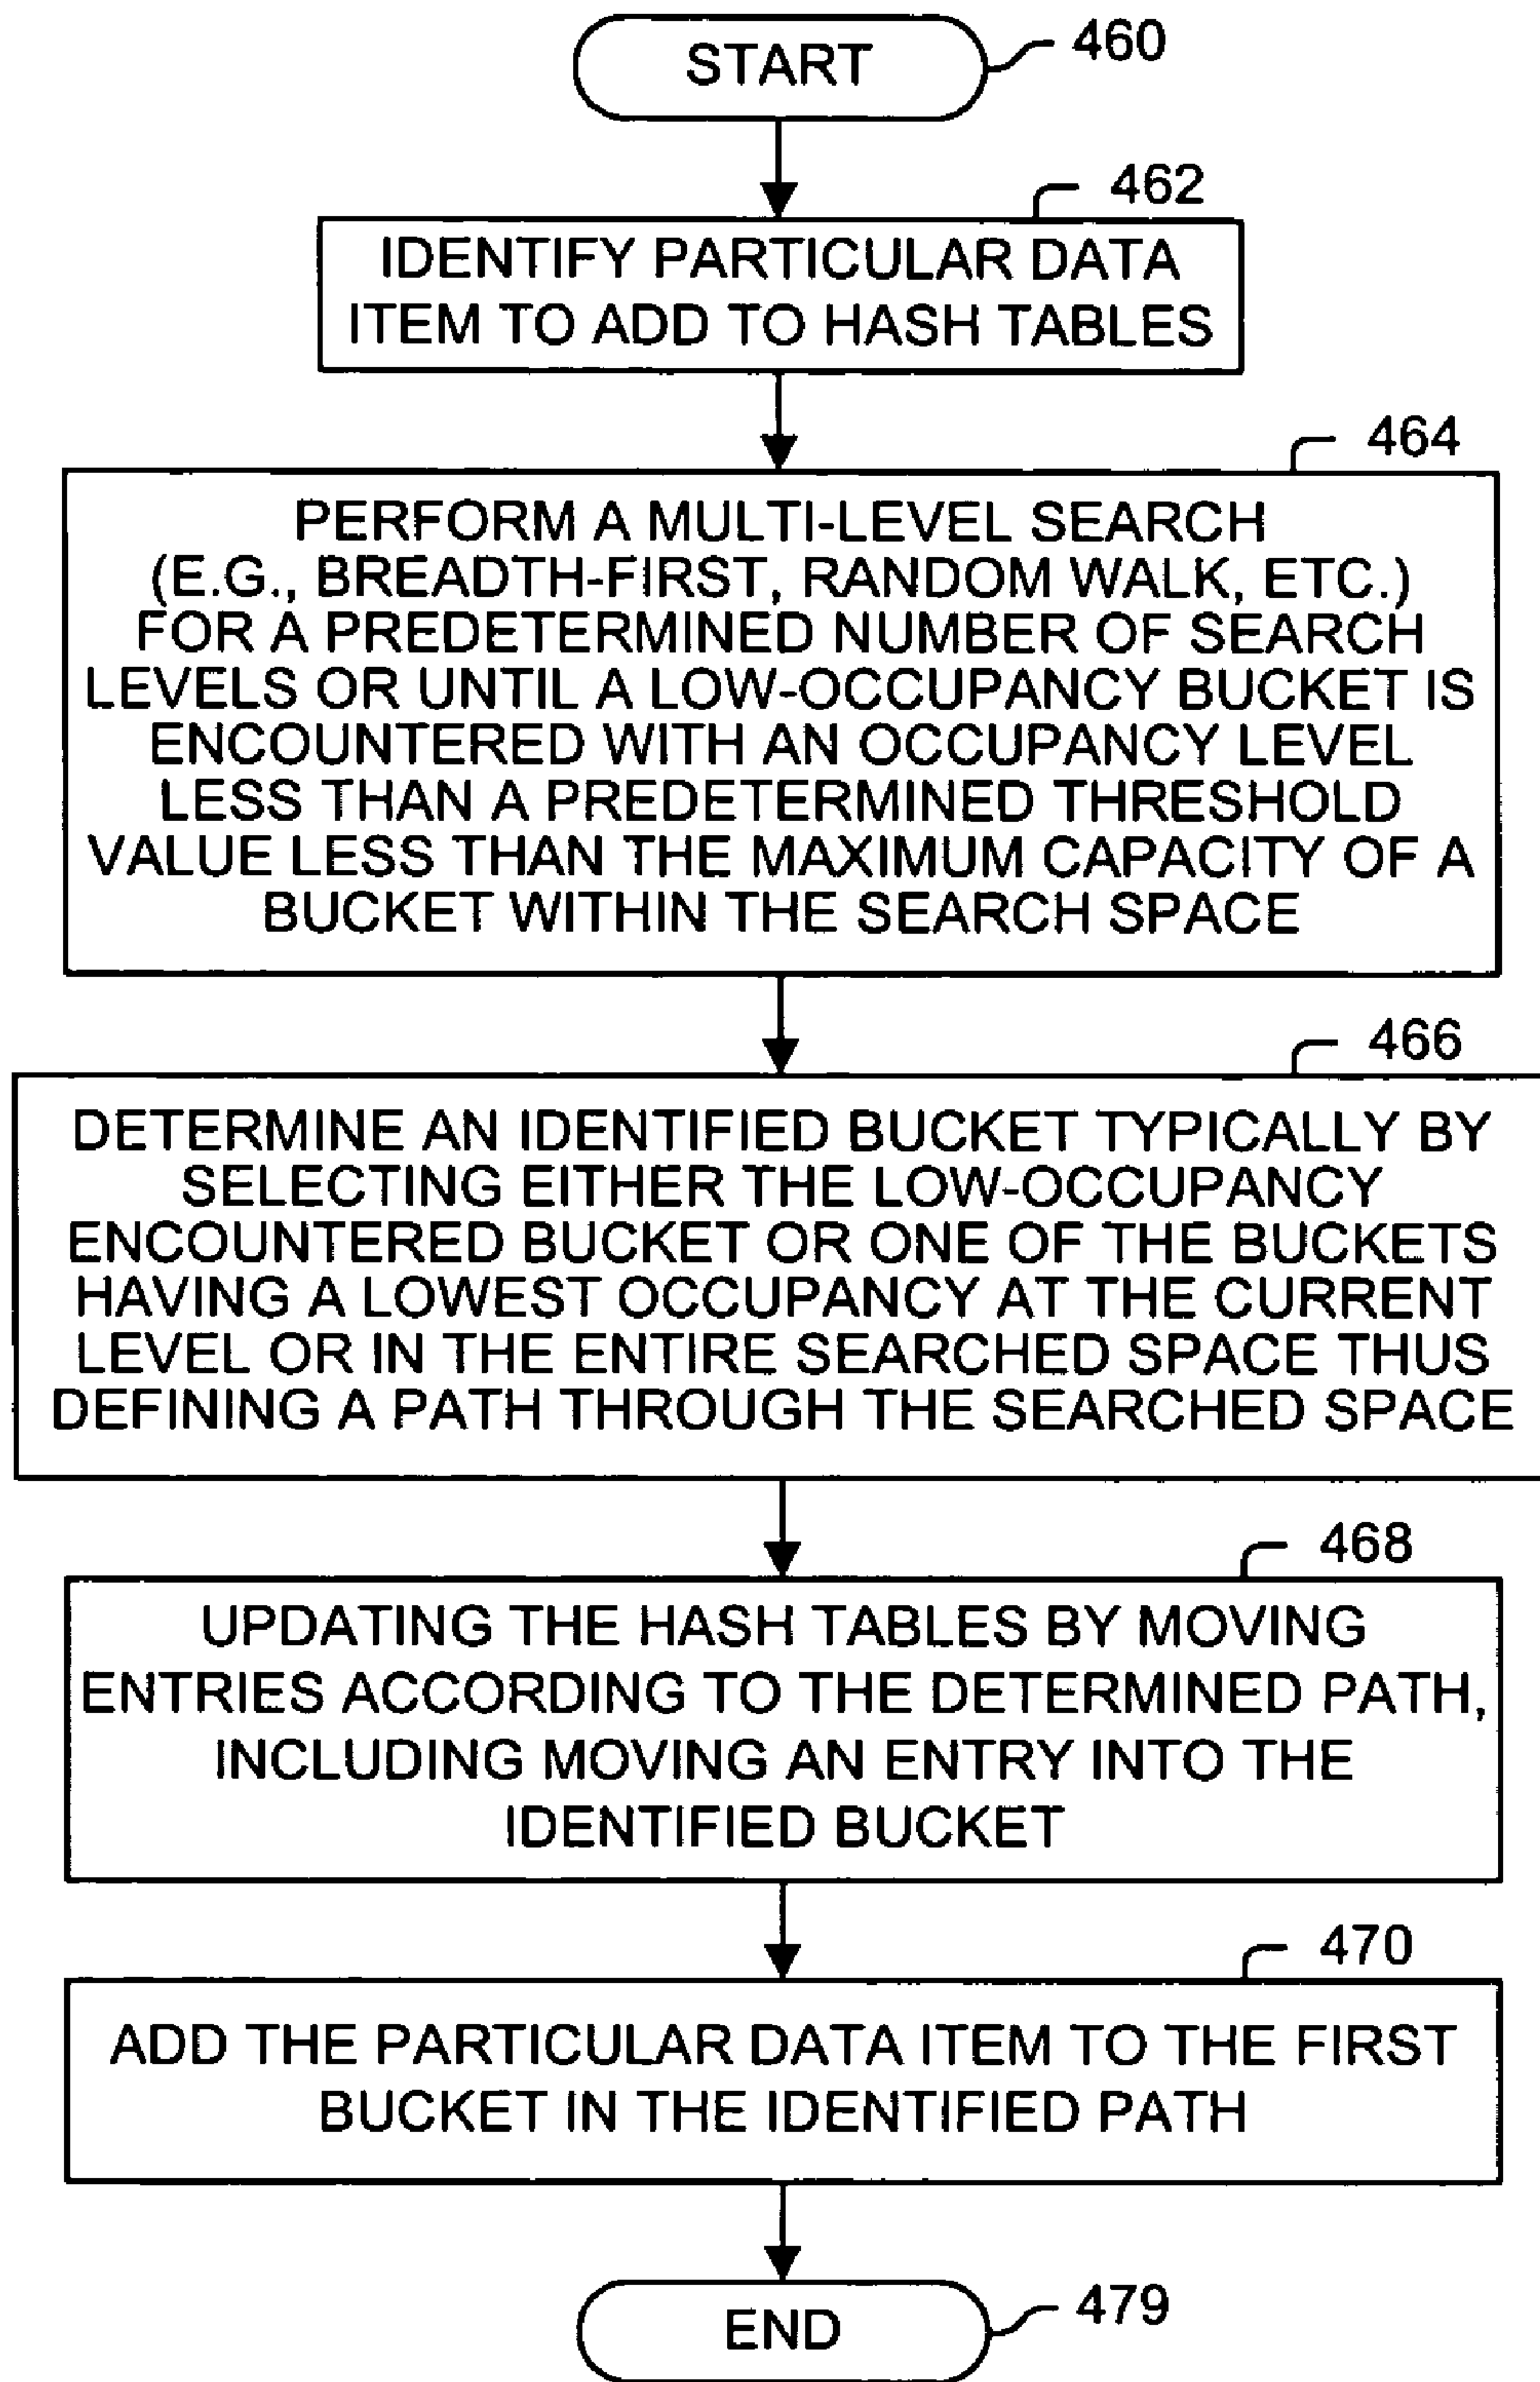 START
460
462
IDENTIFY PARTICULAR DATA
ITEM TO ADD TO HASH TABLES
464
PERFORM A MULTI-LEVEL SEARCH
(E.G., BREADTH-FIRST, RANDOM WALK, ETC.)
FOR A PREDETERMINED NUMBER OF SEARCH
LEVELS OR UNTIL A LOW-OCCUPANCY BUCKET IS
ENCOUNTERED WITH AN OCCUPANCY LEVEL
LESS THAN A PREDETERMINED THRESHOLD
VALUE LESS THAN THE MAXIMUM CAPACITY OF A
BUCKET WITHIN THE SEARCH SPACE
466
DETERMINE AN IDENTIFIED BUCKET TYPICALLY BY
SELECTING EITHER THE LOW-OCCUPANCY
ENCOUNTERED BUCKET OR ONE OF THE BUCKETS
HAVING A LOWEST OCCUPANCY AT THE CURRENT
LEVEL OR IN THE ENTIRE SEARCHED SPACE THUS
DEFINING A PATH THROUGH THE SEARCHED SPACE
468
UPDATING THE HASH TABLES BY MOVING
ENTRIES ACCORDING TO THE DETERMINED PATH,
INCLUDING MOVING AN ENTRY INTO THE
IDENTIFIED BUCKET
470
ADD THE PARTICULAR DATA ITEM TO THE FIRST
BUCKET IN THE IDENTIFIED PATH
END
479